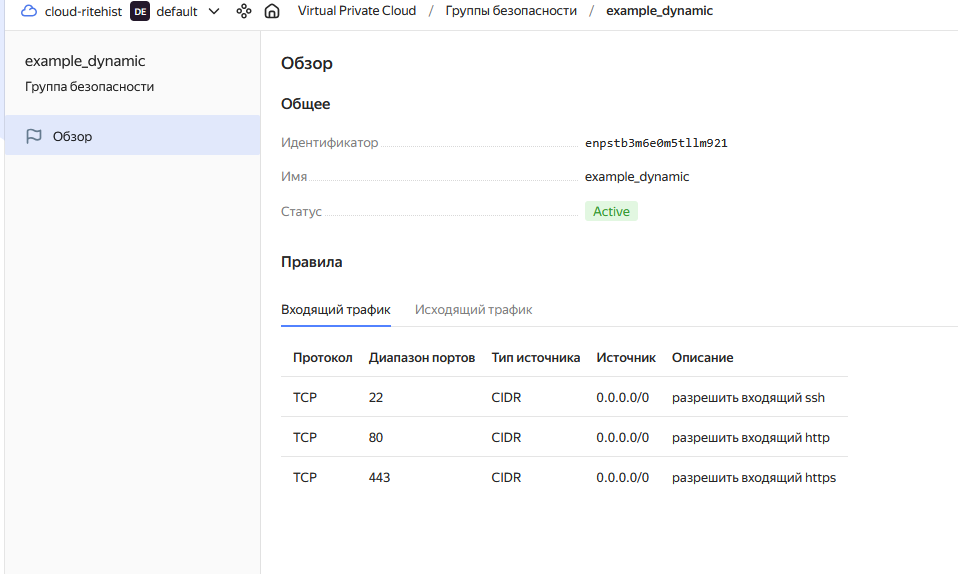 cloud-ritehist DE default Virtual Private Cloud / Группы безопасности / example_dynamic
example_dynamic
Группа безопасности
Обзор
Обзор
Общее
Идентификатор enpstb3m6e0m5tllm921
Имя example_dynamic
Статус Active
Правила
Входящий трафик Исходящий трафик
Протокол Диапазон портов Тип источника Источник Описание
TCP 22 CIDR 0.0.0.0/0 разрешить входящий ssh
TCP 80 CIDR 0.0.0.0/0 разрешить входящий http
TCP 443 CIDR 0.0.0.0/0 разрешить входящий https